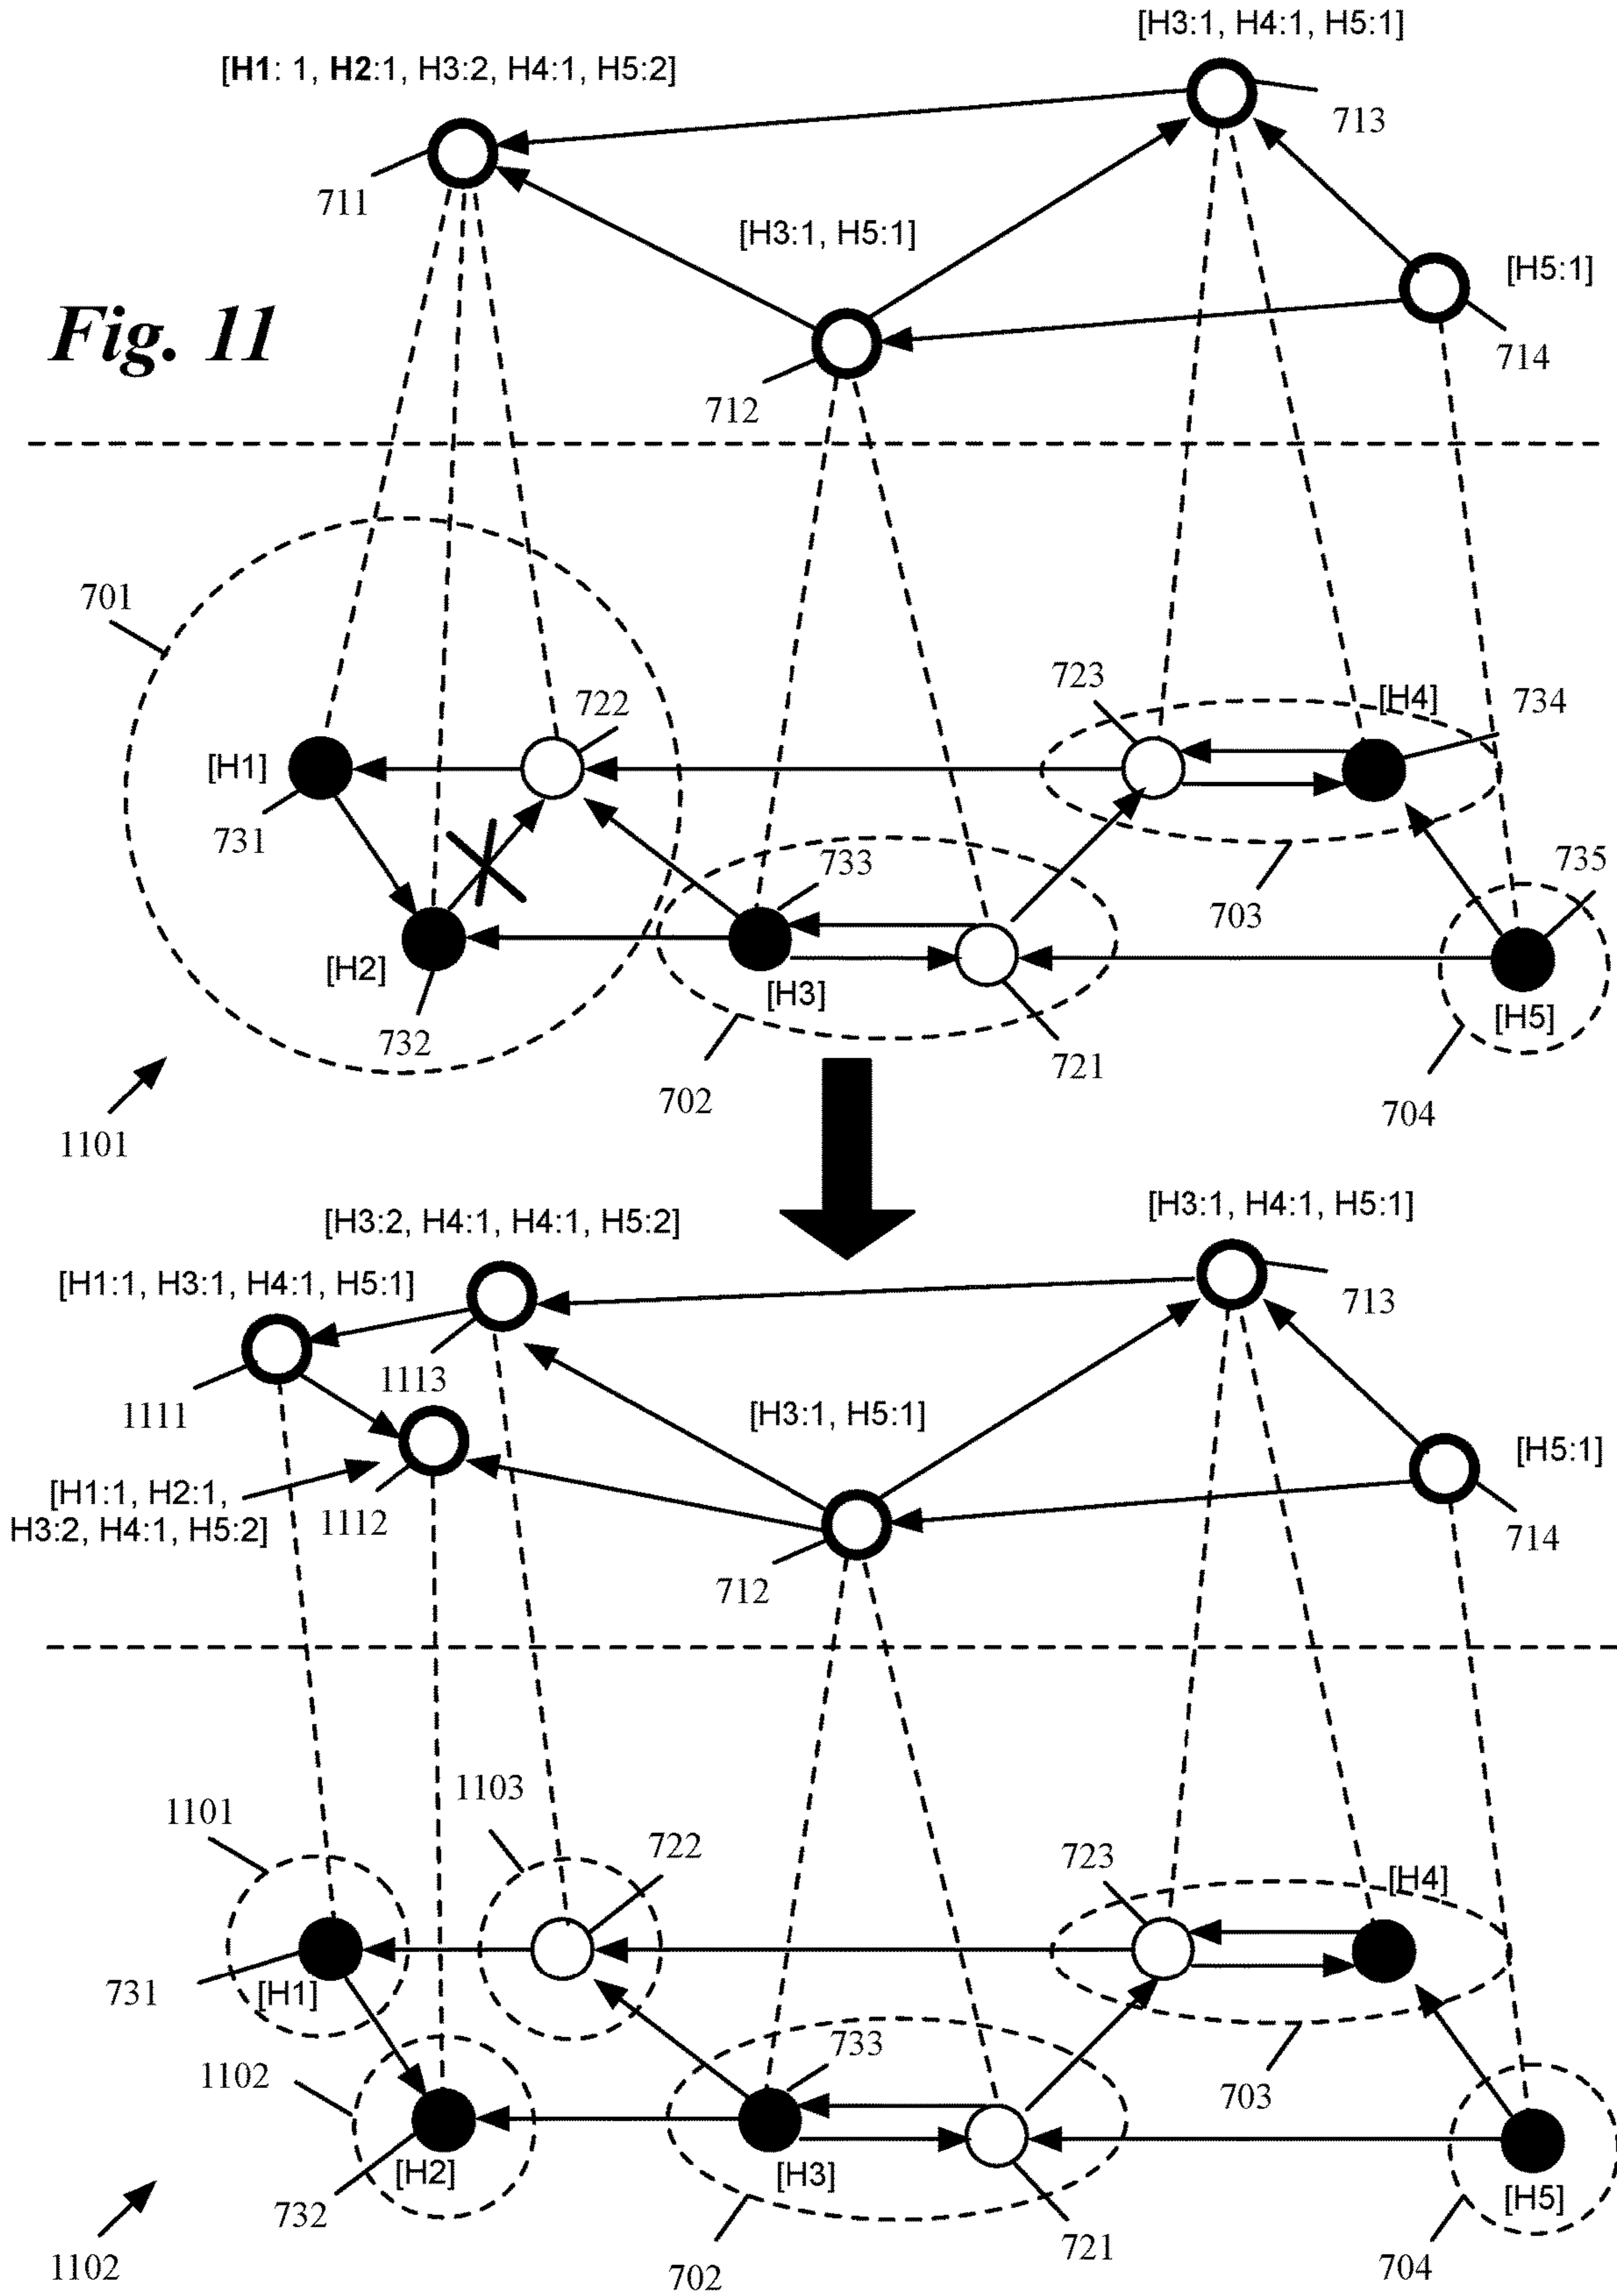 [H3:1, H4:1, H5:1]
[H1: 1, H2:1, H3:2, H4:1, H5:2]
713
711
[H3:1, H5:1]
[H5:1]
Fig. 11
714
712
701
723
[H4]
734
722
[H1]
731
733
735
703
[H2]
[H3]
[H5]
732
721
702
704
1101
[H3:1, H4:1, H5:1]
[H3:2, H4:1, H4:1, H5:2]
[H1:1, H3:1, H4:1, H5:1]
713
1113
1111
[H3:1, H5:1]
[H5:1]
[H1:1, H2:1,
H3:2, H4:1, H5:2]
1112
714
712
1103
1101
722
723
[H4]
731
[H1]
733
1102
703
[H2]
[H3]
[H5]
732
721
1102
702
704